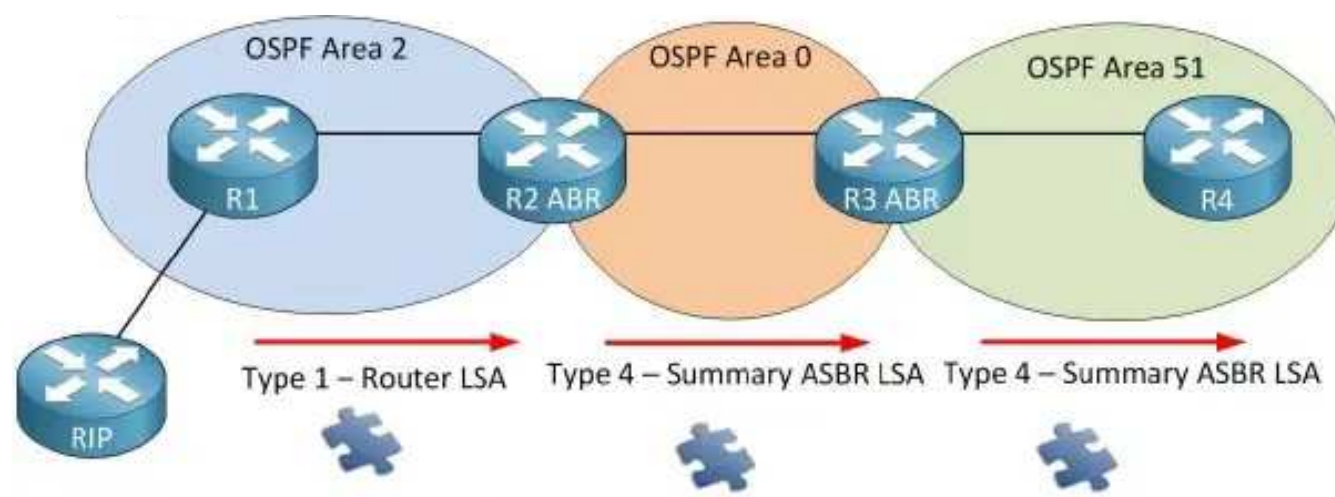 OSPF Area 2
OSPF Area 0
OSPF Area 51
R1
R2 ABR
R3 ABR
R4
RIP
Type 1 – Router LSA
Type 4 – Summary ASBR LSA
Type 4 – Summary ASBR LSA